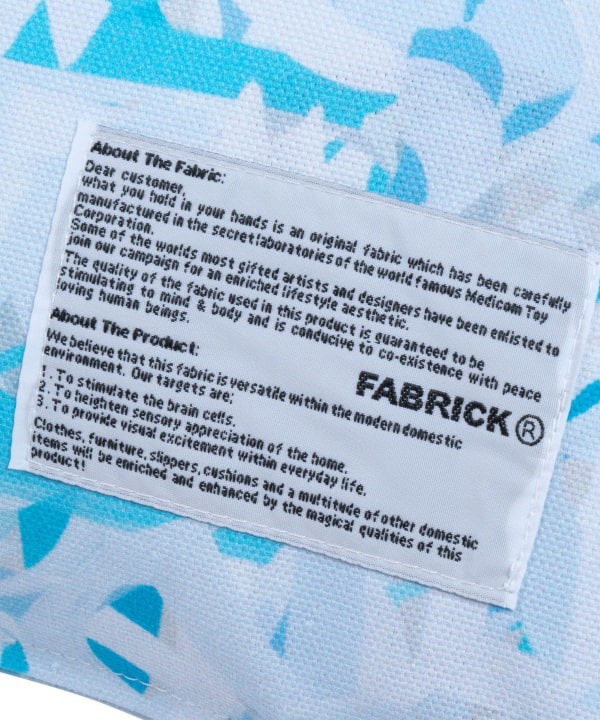 About The Fabric:
Dear customer,
what you hold in your hands is an original fabric which has been carefully
manufactured in the secret laboratories of the world famous Medicom Toy
Corporation.
Some of the worlds most gifted artists and designers have been enlisted to
join our campaign for an enriched lifestyle aesthetic.
The quality of the fabric used in this product is guaranteed to be
stimulating to mind & body and is conducive to co-existence with peace
loving human beings.
About The Product:
We believe that this fabric is versatile within the modern domestic
environment. Our targets are;
1. To stimulate the brain cells.
2. To heighten sensory appreciation of the home.
3. To provide visual excitement within everyday life.
Clothes, furniture, slippers, cushions and a multitude of other domestic
items will be enriched and enhanced by the magical qualities of this
product!
FABRICK®